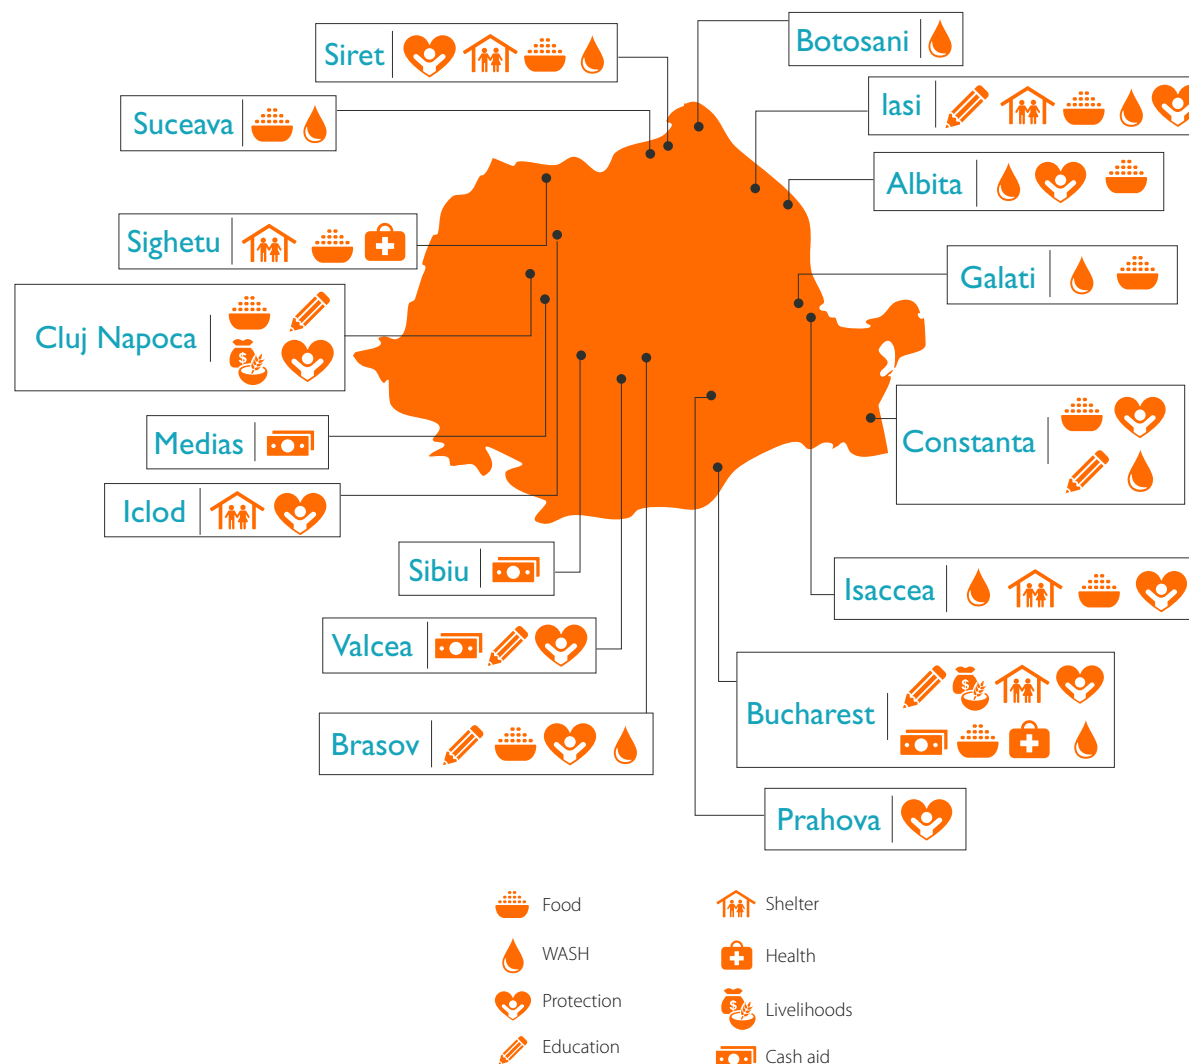 Siret
Botosani
Iasi
Suceava
Albita
Sighetu
Galati
Cluj Napoca
Constanta
Medias
Iclod
Sibiu
Isaccea
Valcea
Bucharest
Brasov
Prahova
Food
Shelter
WASH
Health
Protection
Livelihoods
Education
Cash aid